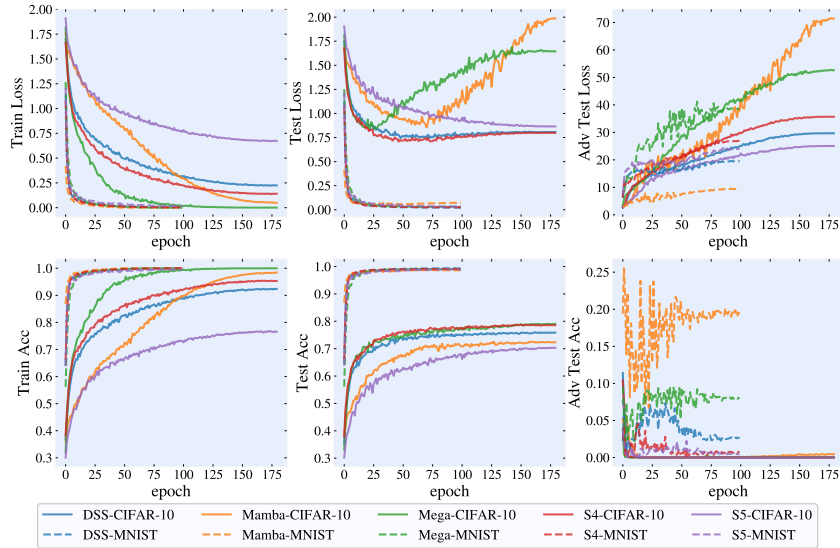 2.00
1.75
1.50
1.25
1.00
0.75
0.50
0.25
0.00
Train Loss
0 25 50 75 100 125 150 175
epoch
2.00
1.75
1.50
1.25
1.00
0.75
0.50
0.25
0.00
Test Loss
0 25 50 75 100 125 150 175
epoch
70
60
50
40
30
20
10
0
Adv Test Loss
0 25 50 75 100 125 150 175
epoch
1.0
0.9
0.8
0.7
0.6
0.5
0.4
0.3
Train Acc
0 25 50 75 100 125 150 175
epoch
1.0
0.9
0.8
0.7
0.6
0.5
0.4
0.3
Test Acc
0 25 50 75 100 125 150 175
epoch
0.25
0.20
0.15
0.10
0.05
0.00
Adv Test Acc
0 25 50 75 100 125 150 175
epoch
DSS-CIFAR-10 Mamba-CIFAR-10 Mega-CIFAR-10 S4-CIFAR-10 S5-CIFAR-10
DSS-MNIST Mamba-MNIST Mega-MNIST S4-MNIST S5-MNIST